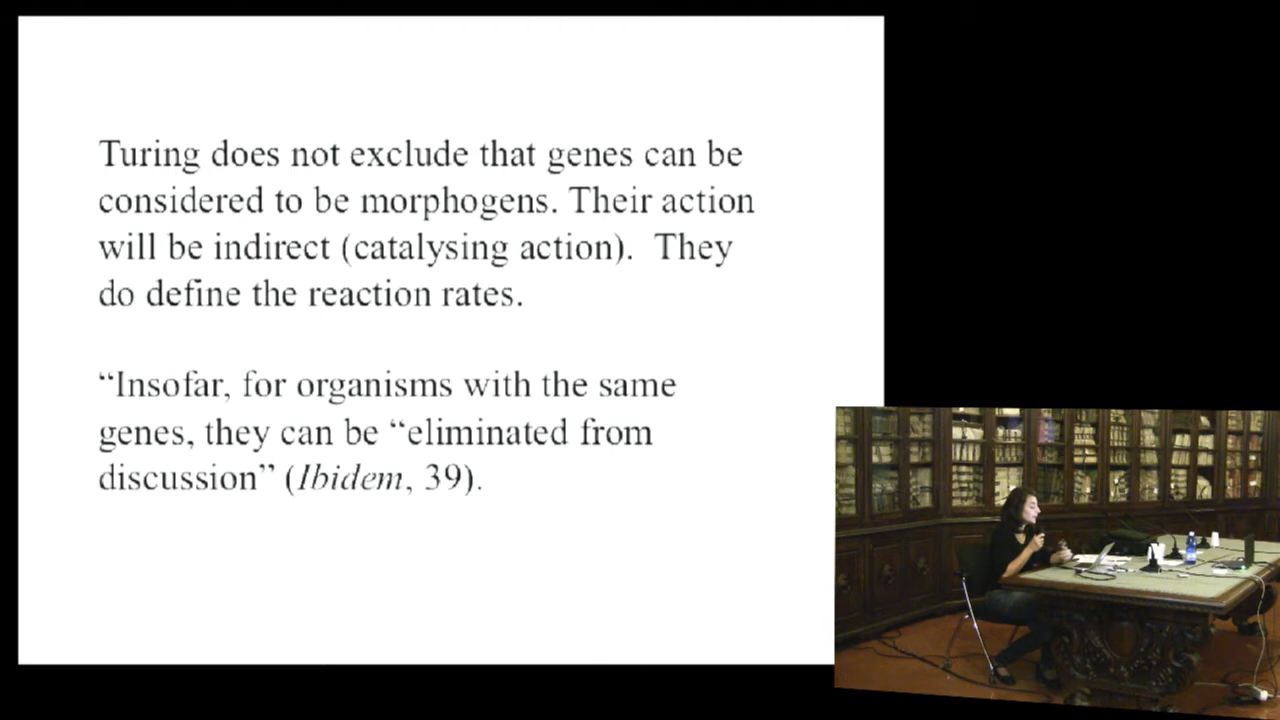 Turing does not exclude that genes can be
considered to be morphogens. Their action
will be indirect (catalysing action).  They
do define the reaction rates.
“Insofar, for organisms with the same
genes, they can be “eliminated from
discussion” (Ibidem, 39).